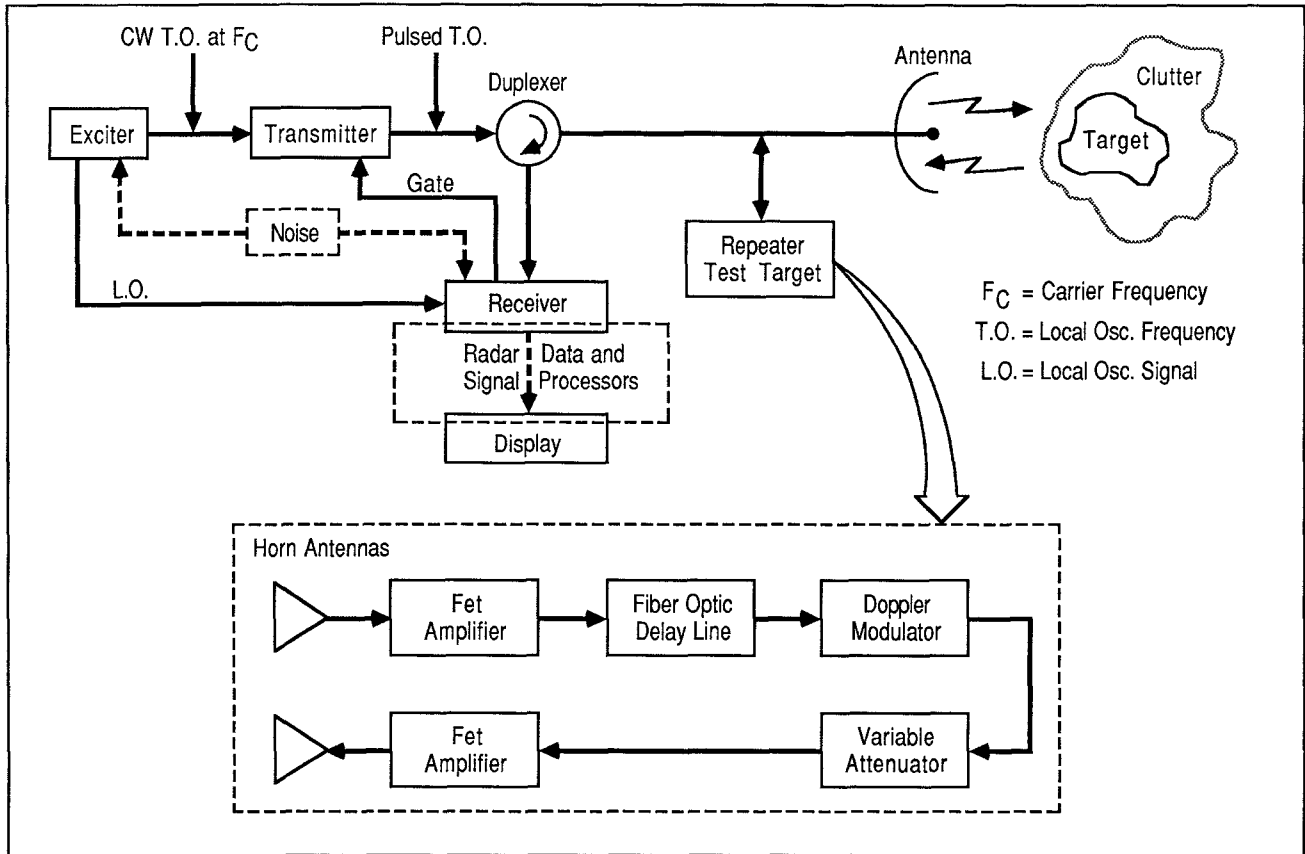 CW T.O. at FC
Pulsed T.O.
Antenna
Duplexer
Clutter
Exciter
Transmitter
Target
Gate
Noise
Repeater
Test Target
L.O.
Receiver
FC = Carrier Frequency
T.O. = Local Osc. Frequency
L.O. = Local Osc. Signal
Radar Data and
Signal Processors
Display
Horn Antennas
Fet
Amplifier
Fiber Optic
Delay Line
Doppler
Modulator
Fet
Amplifier
Variable
Attenuator